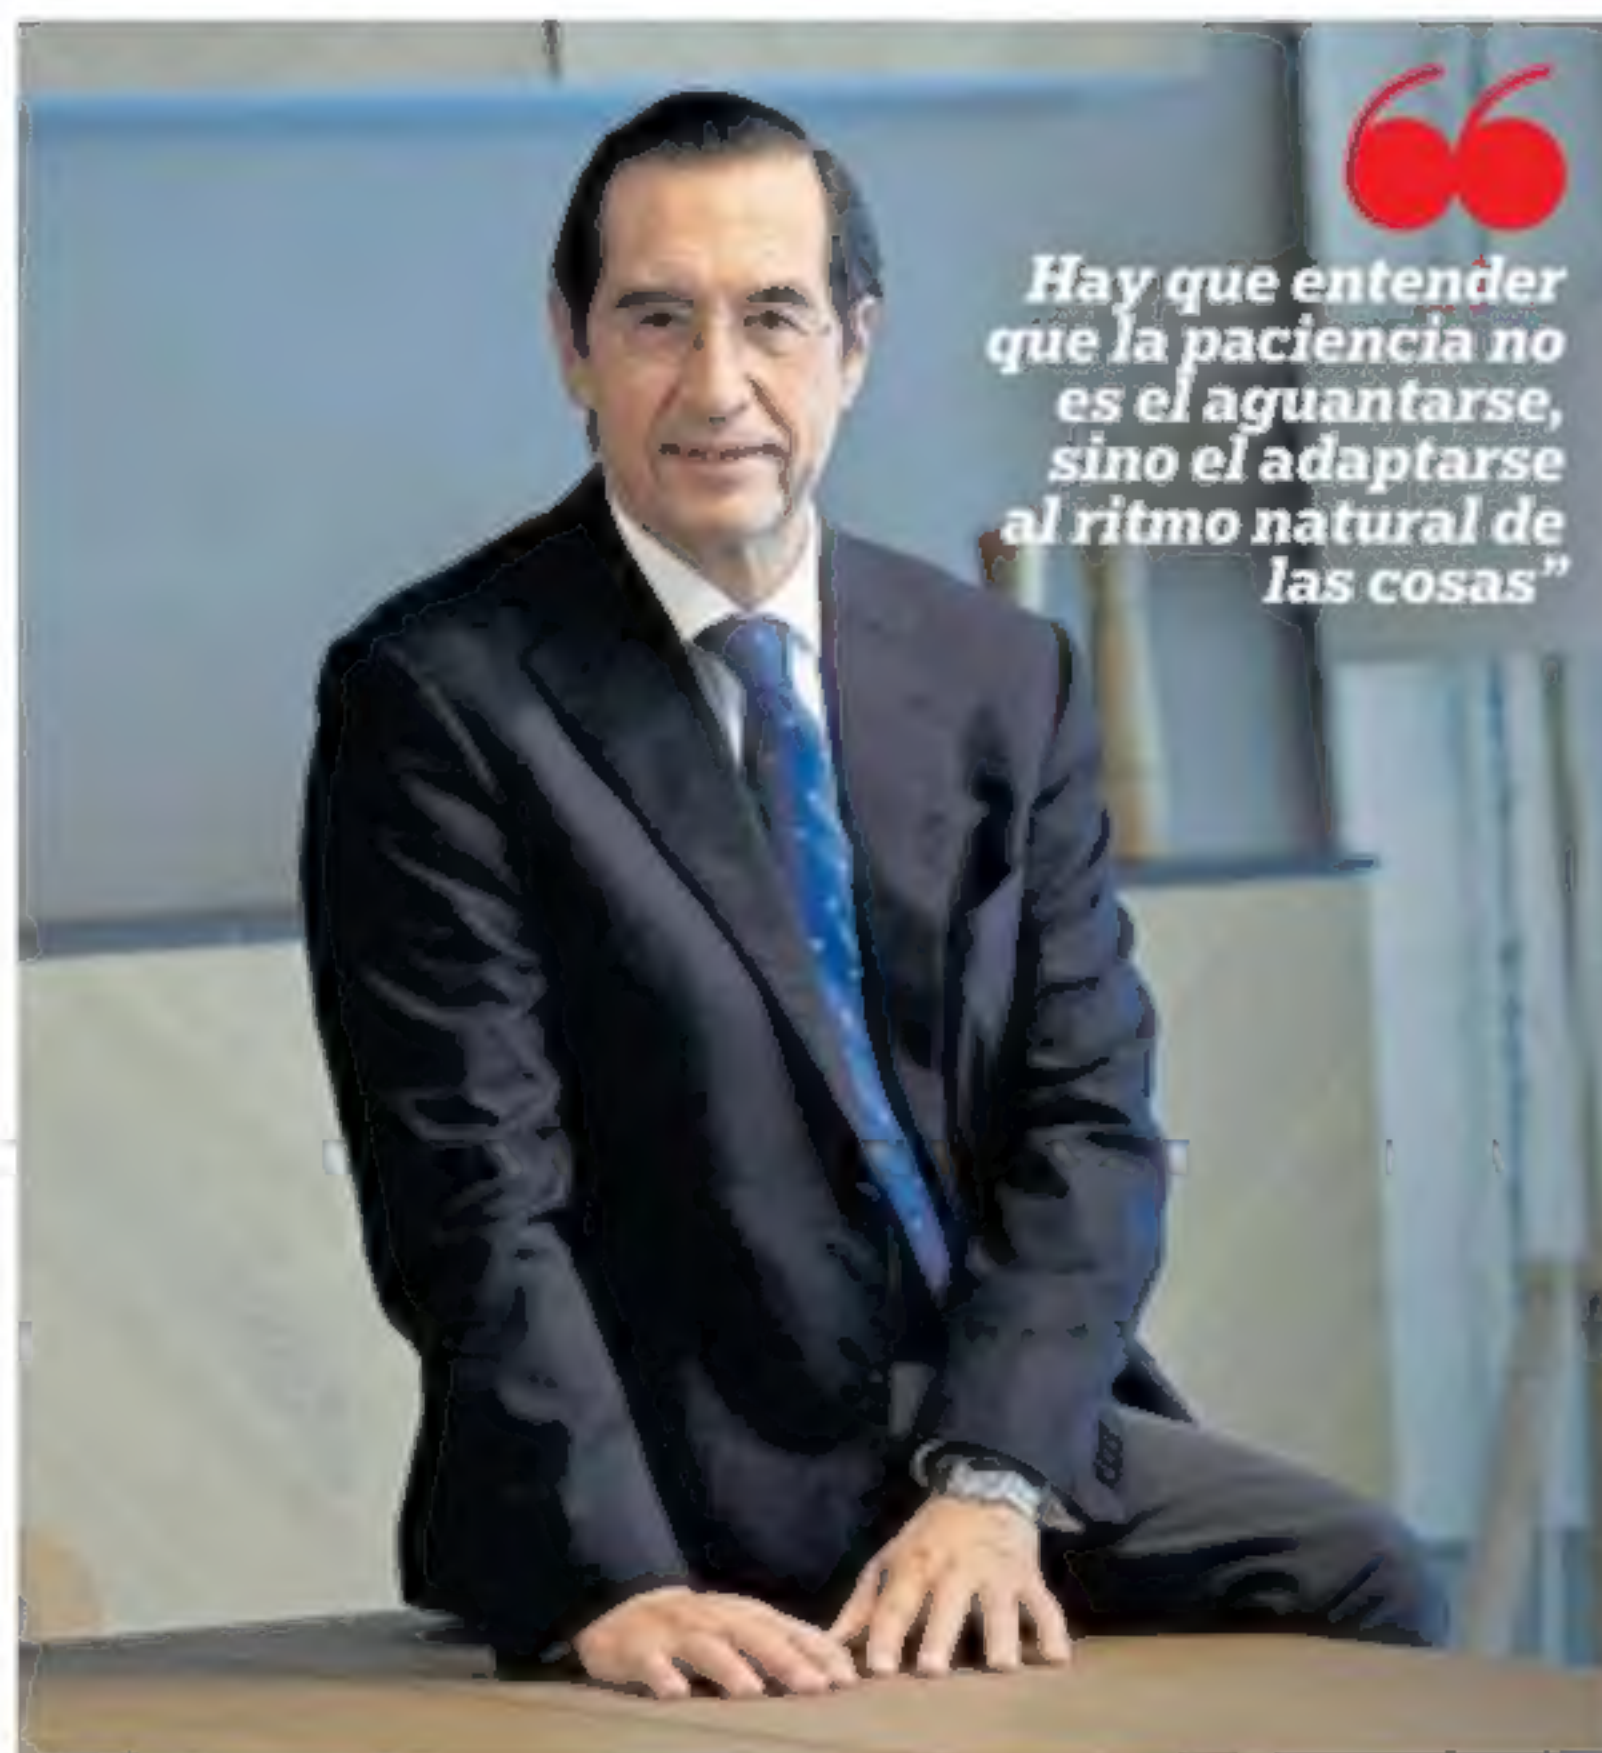 Hay que entender
que la paciencia no
es el aguantarse,
sino el adaptarse
al ritmo natural de
las cosas”